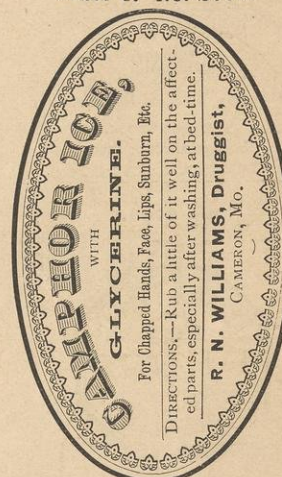 CAMPHOR ICE,
WITH
GLYCERINE.
For Chapped Hands, Face, Lips, Sunburn, Etc.
DIRECTIONS.—Rub a little of it well on the affect-
ed parts, especially after washing, at bed-time.
R. N. WILLIAMS, Druggist,
CAMERON, MO.